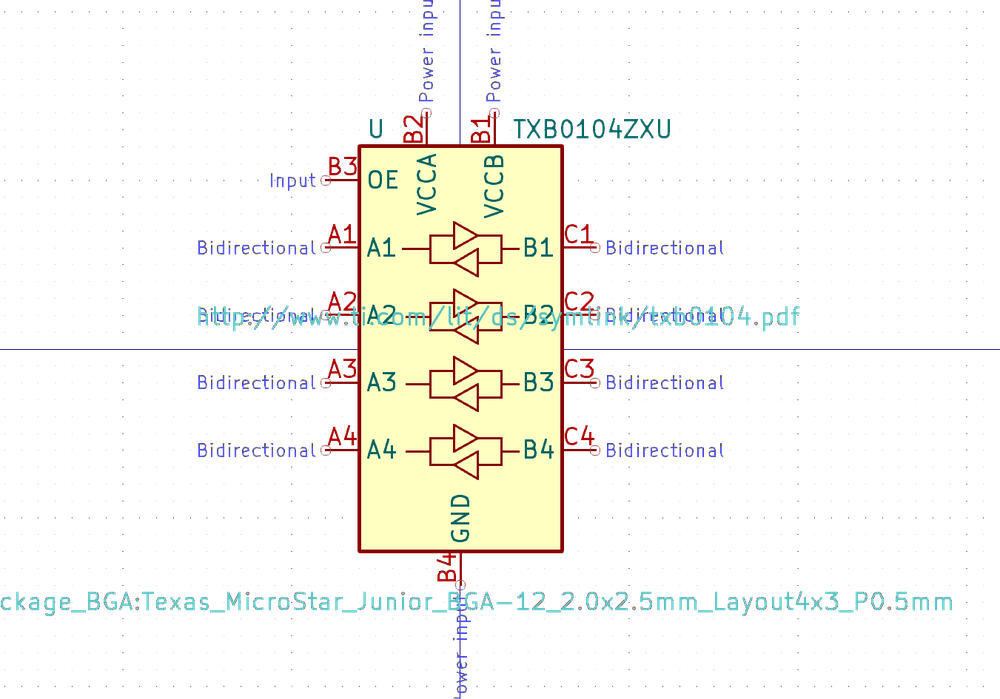 Power input
Power input
U
B2
B1
TXB0104ZXU
B3
VCCA
VCCB
Input
OE
A1
C1
Bidirectional
A1
B1
Bidirectional
A2
C2
Bidirectional
A2
B2
Bidirectional
http://www.ti.com/lit/ds/symlink/txb0104.pdf
A3
C3
Bidirectional
A3
B3
Bidirectional
A4
C4
Bidirectional
A4
B4
Bidirectional
GND
B4
ckage_BGA:Texas_MicroStar_Junior_BGA-12_2.0x2.5mm_Layout4x3_P0.5mm
ower input